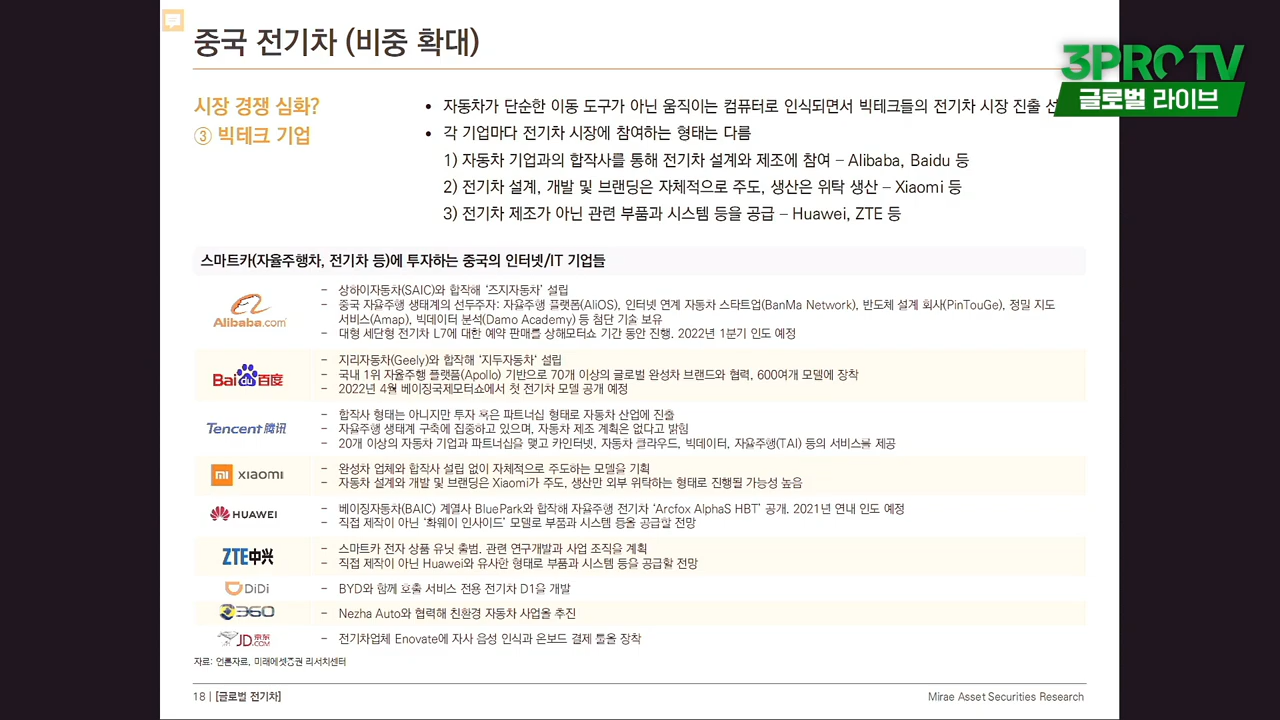 중국 전기차 (비중 확대)
3PRO TV
글로벌 라이브
시장 경쟁 심화?
③ 빅테크 기업
• 자동차가 단순한 이동 도구가 아닌 움직이는 컴퓨터로 인식되면서 빅테크들의 전기차 시장 진출
• 각 기업마다 전기차 시장에 참여하는 형태는 다름
1) 자동차 기업과의 합작사를 통해 전기차 설계와 제조에 참여 – Alibaba, Baidu 등
2) 전기차 설계, 개발 및 브랜딩은 자체적으로 주도, 생산은 위탁 생산 – Xiaomi 등
3) 전기차 제조가 아닌 관련 부품과 시스템 등을 공급 – Huawei, ZTE 등
스마트카(자율주행차, 전기차 등)에 투자하는 중국의 인터넷/IT 기업들
Alibaba.com
– 상하이자동차(SAIC)와 합작해 '즈지자동차' 설립
– 중국 자율주행 생태계의 선두주자: 자율주행 플랫폼(AliOS), 인터넷 연계 자동차 스타트업(BanMa Network), 반도체 설계 회사(PinTouGe), 정밀 지도
서비스(Amap), 빅데이터 분석(Damo Academy) 등 첨단 기술 보유
– 대형 세단형 전기차 L7에 대한 예약 판매를 상해모터쇼 기간 동안 진행. 2022년 1분기 인도 예정
Bai du 百度
– 지리자동차(Geely)와 합작해 '지두자동차' 설립
– 국내 1위 자율주행 플랫폼(Apollo) 기반으로 70개 이상의 글로벌 완성차 브랜드와 협력, 600여개 모델에 장착
– 2022년 4월 베이징국제모터쇼에서 첫 전기차 모델 공개 예정
Tencent 腾讯
– 합작사 형태는 아니지만 투자 혹은 파트너십 형태로 자동차 산업에 진출
– 자율주행 생태계 구축에 집중하고 있으며, 자동차 제조 계획은 없다고 밝힘
– 20개 이상의 자동차 기업과 파트너십을 맺고 카인터넷, 자동차 클라우드, 빅데이터, 자율주행(TAI) 등의 서비스를 제공
mi xiaomi
– 완성차 업체와 합작사 설립 없이 자체적으로 주도하는 모델을 기획
– 자동차 설계와 개발 및 브랜딩은 Xiaomi가 주도, 생산만 외부 위탁하는 형태로 진행될 가능성 높음
HUAWEI
– 베이징자동차(BAIC) 계열사 BluePark와 합작해 자율주행 전기차 'Arcfox AlphaS HBT' 공개. 2021년 연내 인도 예정
– 직접 제작이 아닌 '화웨이 인사이드' 모델로 부품과 시스템 등을 공급할 전망
ZTE中兴
– 스마트카 전자 상품 유닛 출범. 관련 연구개발과 사업 조직을 계획
– 직접 제작이 아닌 Huawei와 유사한 형태로 부품과 시스템 등을 공급할 전망
DiDi
– BYD와 함께 호출 서비스 전용 전기차 D1을 개발
360
– Nezha Auto와 협력해 친환경 자동차 사업을 추진
JD 京东 .COM
– 전기차업체 Enovate에 자사 음성 인식과 온보드 결제 툴을 장착
자료: 언론자료, 미래에셋증권 리서치센터
18 | [글로벌 전기차]
Mirae Asset Securities Research